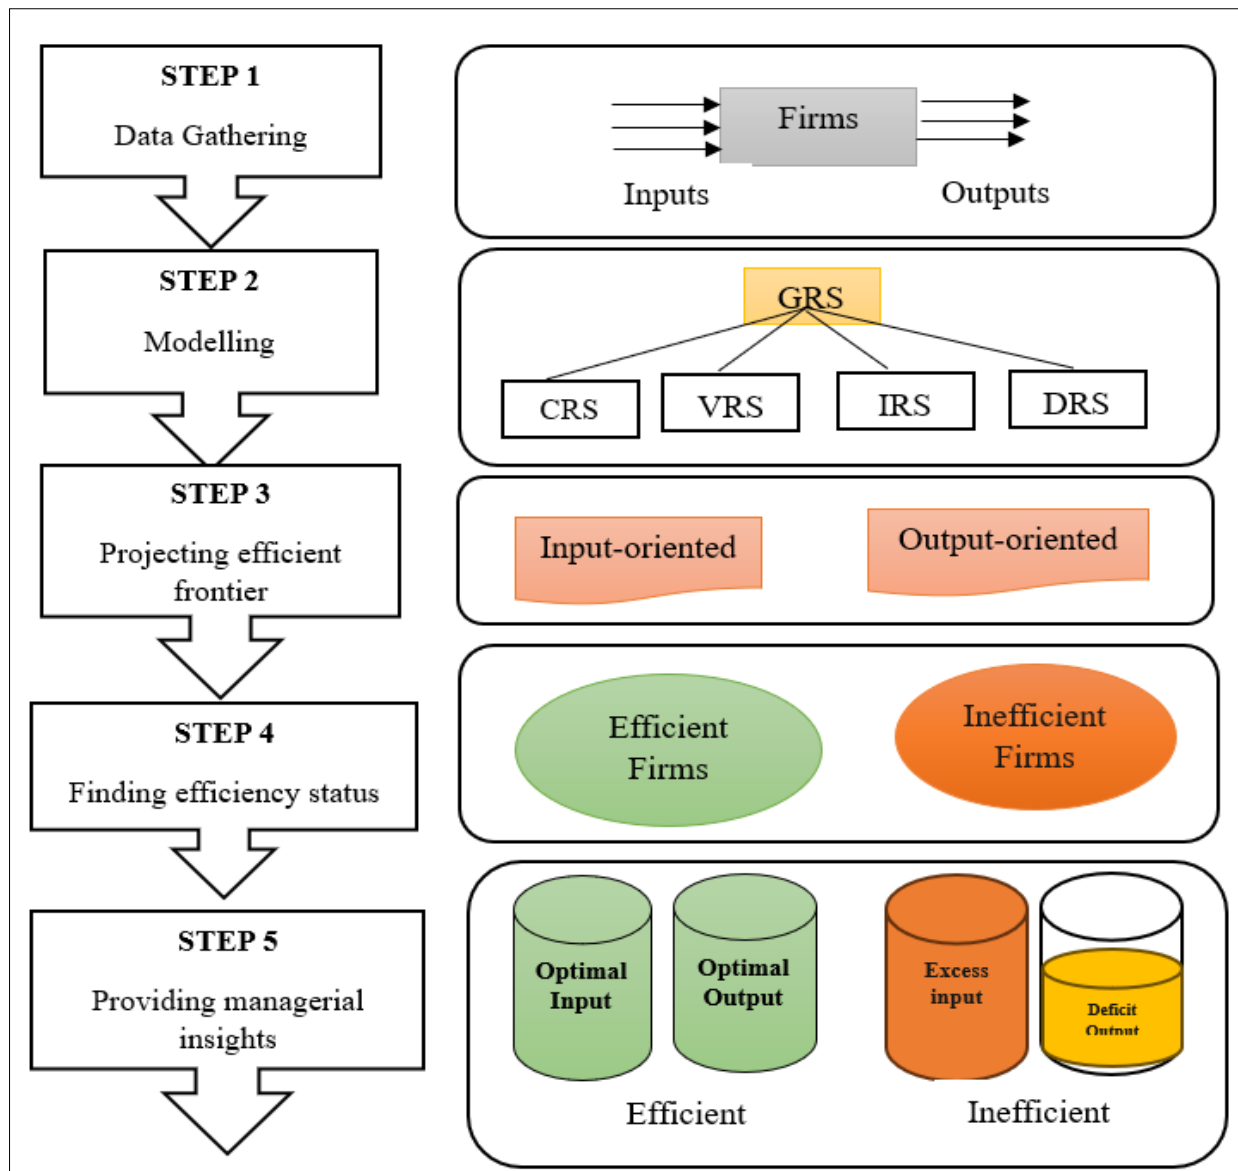 STEP 1
Data Gathering
Firms
Inputs
Outputs
STEP 2
Modelling
GRS
CRS
VRS
IRS
DRS
STEP 3
Projecting efficient
frontier
Input-oriented
Output-oriented
STEP 4
Finding efficiency status
Efficient
Firms
Inefficient
Firms
STEP 5
Providing managerial
insights
Optimal
Input
Optimal
Output
Excess
input
Deficit
Output
Efficient
Inefficient